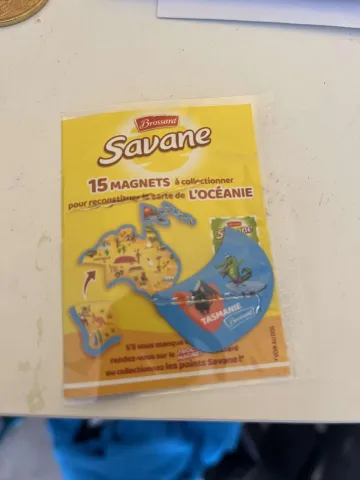 Brossard
Savane
15 MAGNETS à collectionner
pour reconstituer la carte de L'OCÉANIE
TASMANIE
Brossard
S'il vous manque
rendez-vous sur le
ou collectionnez les points Savane !*